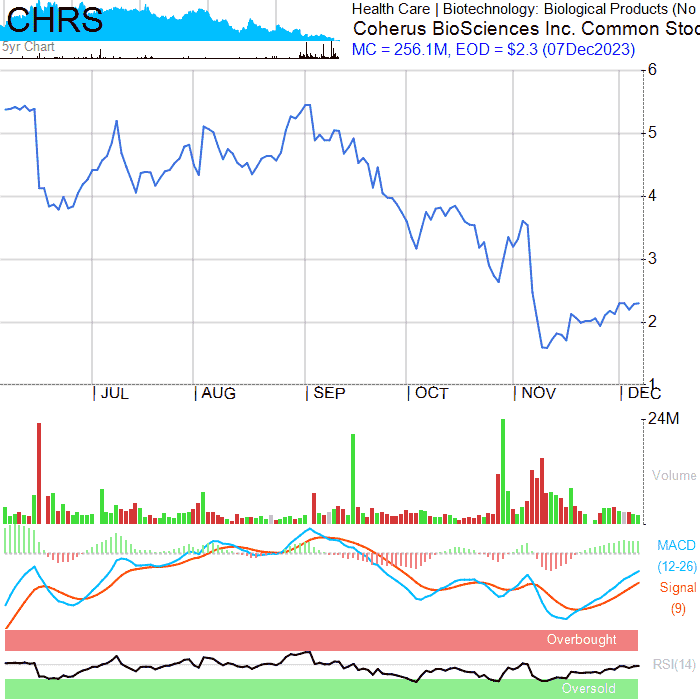 CHRS
Health Care | Biotechnology: Biological Products (No
Coherus BioSciences Inc. Common Stoc
MC = 256.1M, EOD = $2.3 (07Dec2023)
5yr Chart
6
5
4
3
2
1
| JUL | AUG | SEP | OCT | NOV | DEC
24M
Volume
MACD
(12-26)
Signal
(9)
Overbought
RSI(14)
Oversold